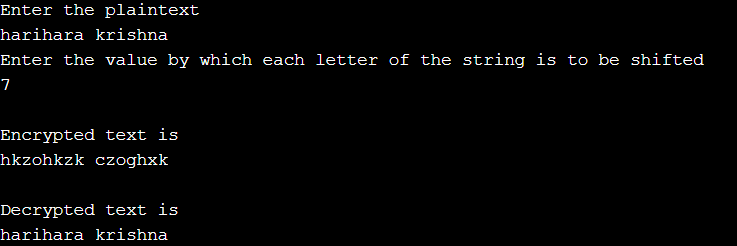 Enter the plaintext
harihara krishna
Enter the value by which each letter of the string is to be shifted
7
Encrypted text is
hkzohkzk czoghxk
Decrypted text is
harihara krishna